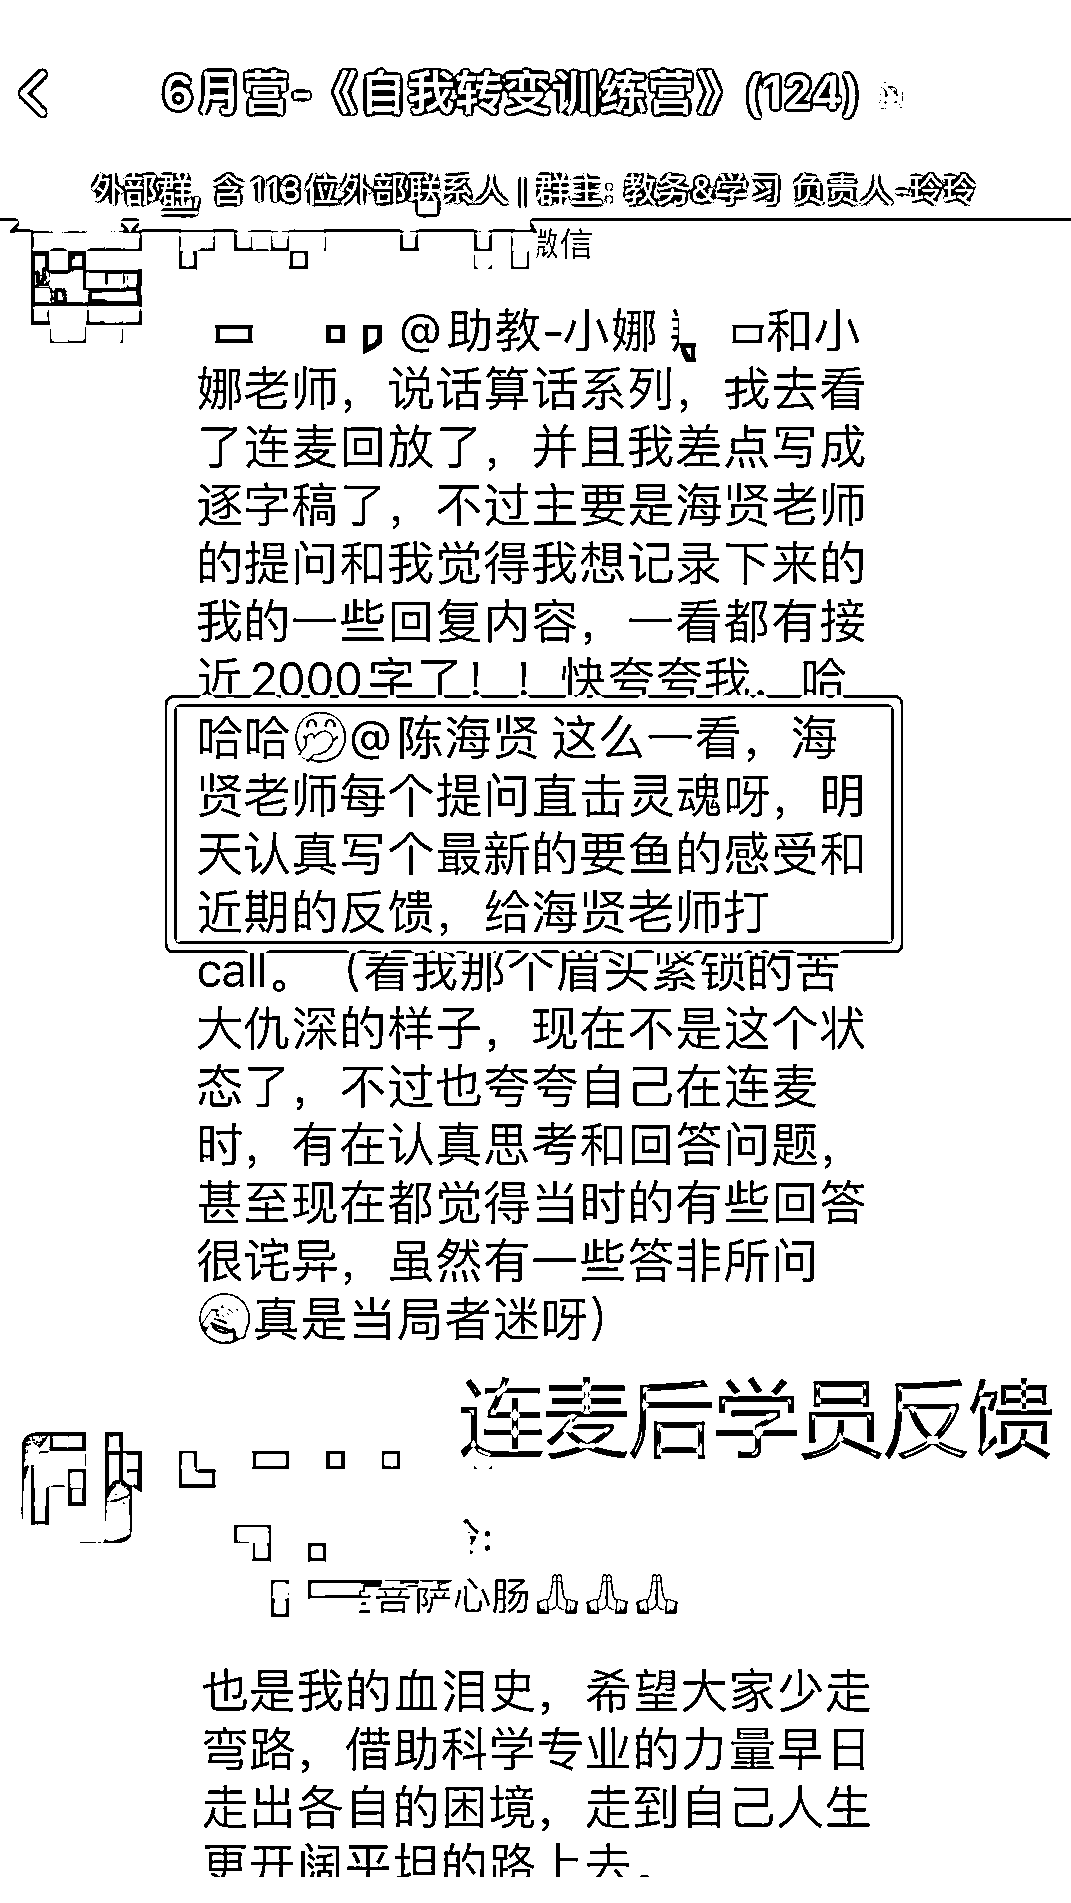 6月营-《自我转变训练营》(124)
外部群, 含113位外部联系人 | 群主: 教务&学习 负责人-玲玲
微信
@助教-小娜 和小
娜老师，说话算话系列，我去看
了连麦回放了，并且我差点写成
逐字稿了，不过主要是海贤老师
的提问和我觉得我想记录下来的
我的一些回复内容，一看都有接
近2000字了！！快夸夸我，哈
哈哈🤭@陈海贤 这么一看，海
贤老师每个提问直击灵魂呀，明
天认真写个最新的要鱼的感受和
近期的反馈，给海贤老师打
call。（看我那个眉头紧锁的苦
大仇深的样子，现在不是这个状
态了，不过也夸夸自己在连麦
时，有在认真思考和回答问题，
甚至现在都觉得当时的有些回答
很诧异，虽然有一些答非所问
真是当局者迷呀）
连麦后学员反馈
菩萨心肠🙏🙏🙏
也是我的血泪史，希望大家少走
弯路，借助科学专业的力量早日
走出各自的困境，走到自己人生
更开阔平坦的路上去。